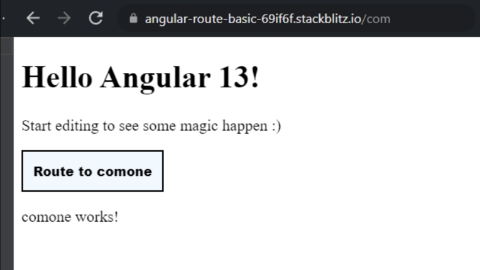 angular-route-basic-69if6f.stackblitz.io/com
Hello Angular 13!
Start editing to see some magic happen :)
Route to comone
comone works!